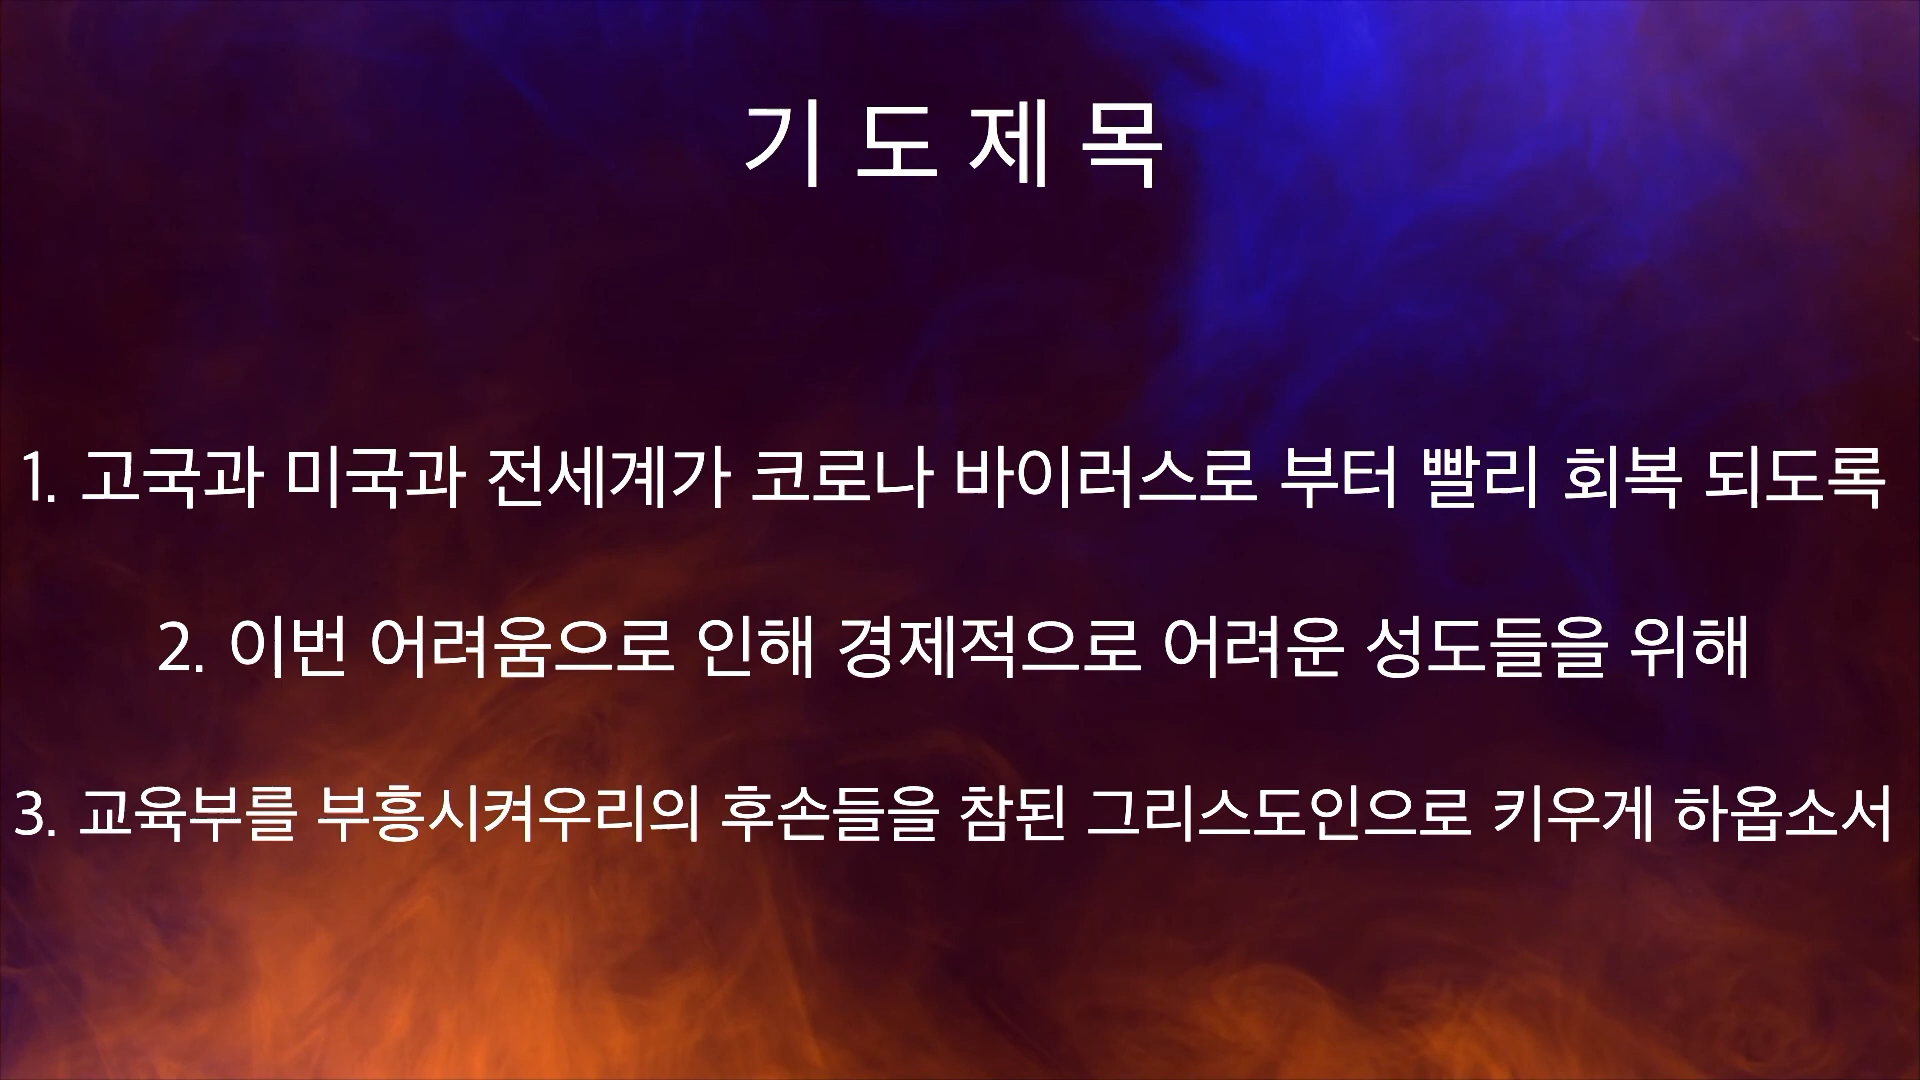 기 도 제 목
1. 고국과 미국과 전세계가 코로나 바이러스로 부터 빨리 회복 되도록
2. 이번 어려움으로 인해 경제적으로 어려운 성도들을 위해
3. 교육부를 부흥시켜우리의 후손들을 참된 그리스도인으로 키우게 하옵소서